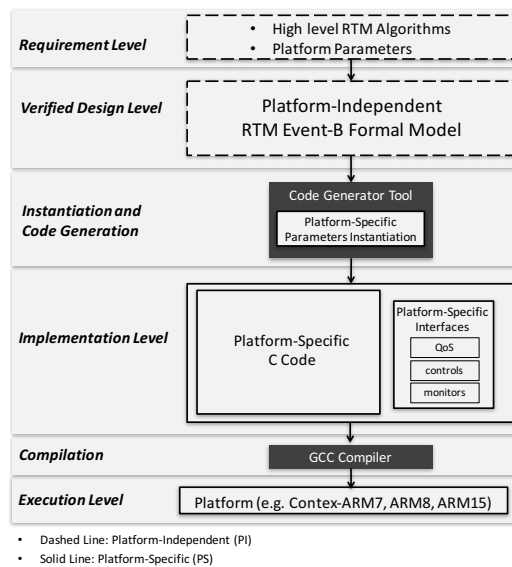 Requirement Level
• High level RTM Algorithms
• Platform Parameters
Verified Design Level
Platform-Independent
RTM Event-B Formal Model
Instantiation and
Code Generation
Code Generator Tool
Platform-Specific
Parameters Instantiation
Implementation Level
Platform-Specific
C Code
Platform-Specific
Interfaces
QoS
controls
monitors
Compilation
GCC Compiler
Execution Level
Platform (e.g. Contex-ARM7, ARM8, ARM15)
• Dashed Line: Platform-Independent (PI)
• Solid Line: Platform-Specific (PS)